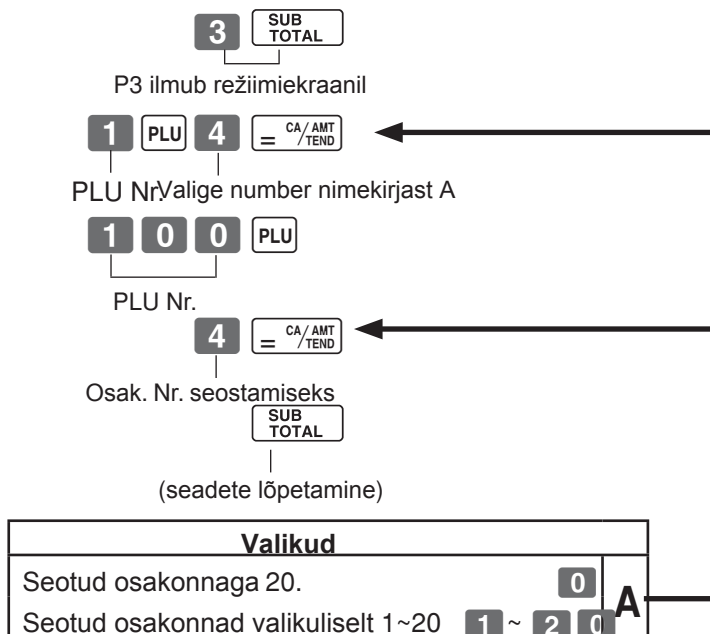 3 SUB TOTAL
P3 ilmub režiimiekraanil
1 PLU 4 = CA/AMT/TEND
PLU Nr. Valige number nimekirjast A
1 0 0 PLU
PLU Nr.
4 = CA/AMT/TEND
Osak. Nr. seostamiseks
SUB TOTAL
(seadete lõpetamine)
Valikud
Seotud osakonnaga 20. 0
A
Seotud osakonnad valikuliselt 1~20 1 ~ 2 0